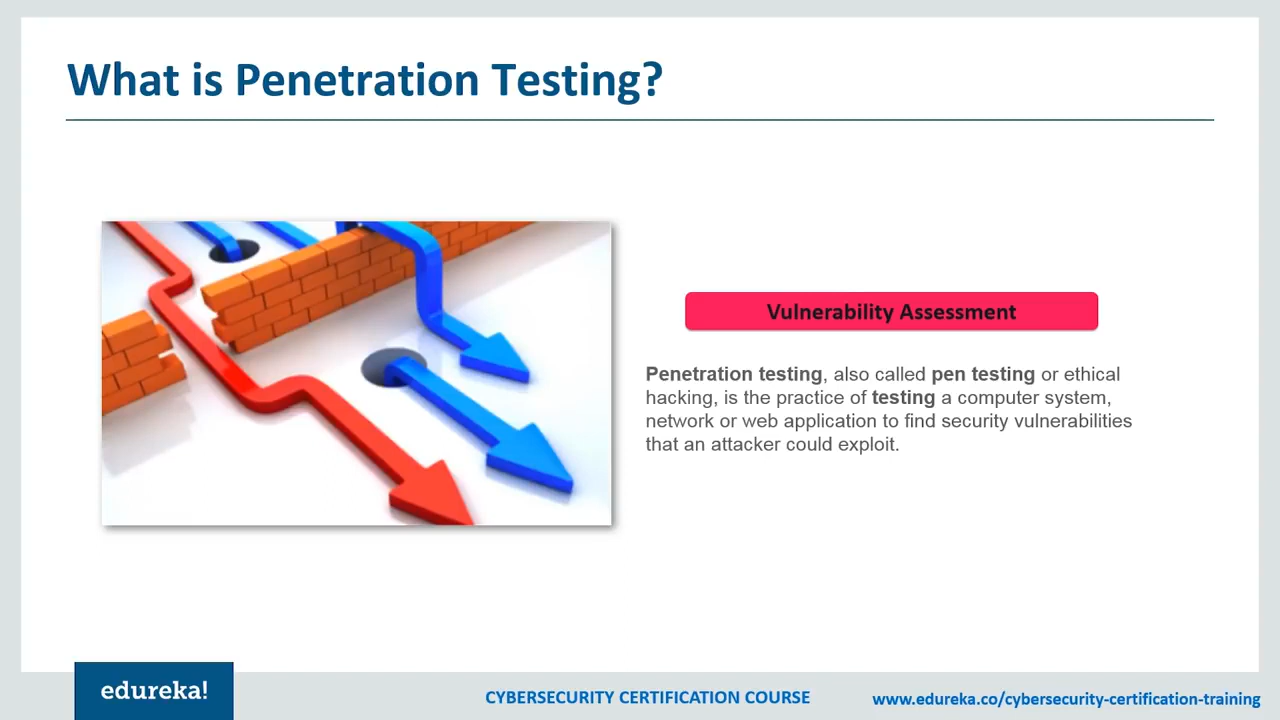 What is Penetration Testing?
Vulnerability Assessment
Penetration testing, also called pen testing or ethical
hacking, is the practice of testing a computer system,
network or web application to find security vulnerabilities
that an attacker could exploit.
edureka!
CYBERSECURITY CERTIFICATION COURSE
www.edureka.co/cybersecurity-certification-training